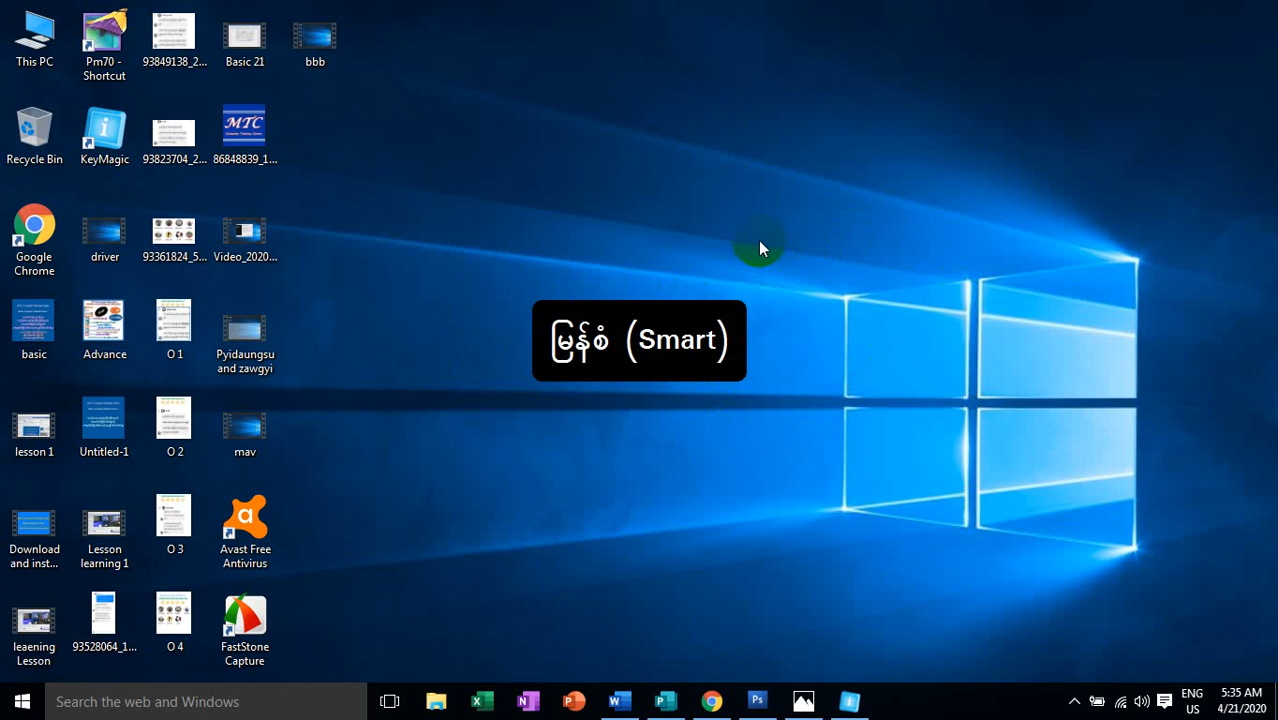 This PC
Pm70 -
Shortcut
93849138_2...
Basic 21
bbb
Recycle Bin
KeyMagic
93823704_2...
MTC
86848839_1...
Google
Chrome
driver
93361824_5...
Video_2020...
basic
Advance
O 1
Pyidaungsu
and zawgyi
မြန်စံ (Smart)
lesson 1
Untitled-1
O 2
mav
Download
and inst...
Lesson
learning 1
O 3
Avast Free
Antivirus
leaening
Lesson
93528064_1...
O 4
FastStone
Capture
Search the web and Windows
ENG
US
5:35 AM
4/21/2020